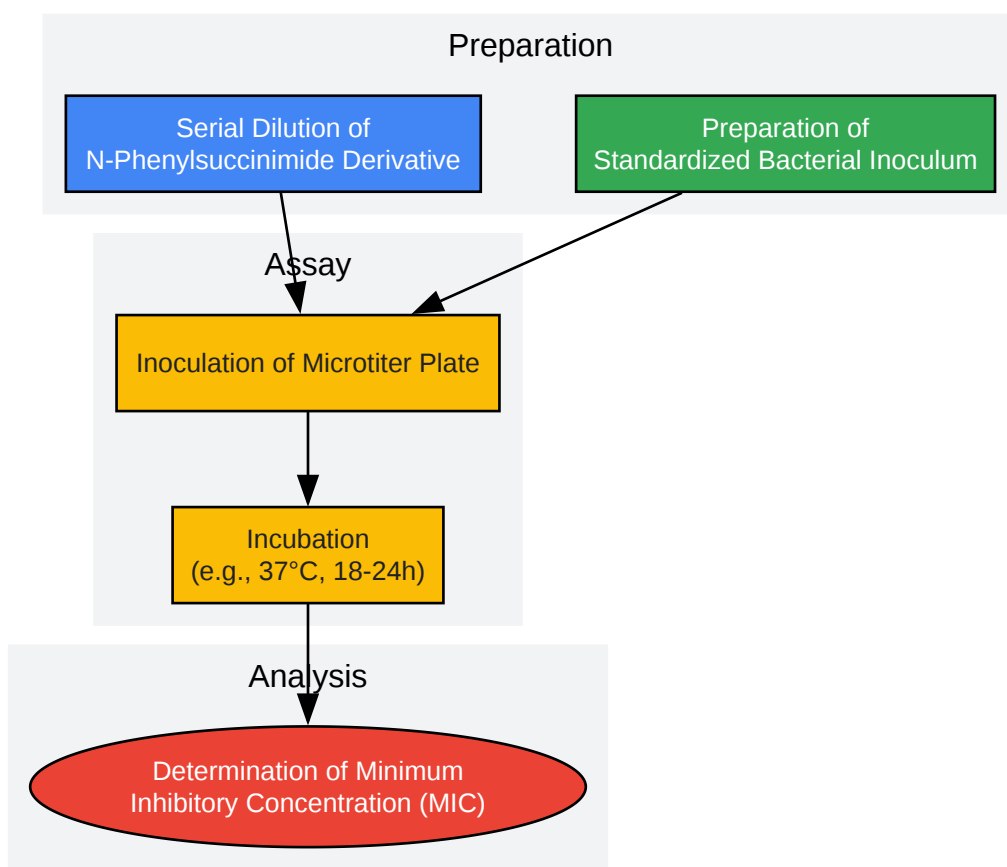 Preparation
Serial Dilution of
N-Phenylsuccinimide Derivative
Preparation of
Standardized Bacterial Inoculum
Assay
Inoculation of Microtiter Plate
Incubation
(e.g., 37°C, 18-24h)
Analysis
Determination of Minimum
Inhibitory Concentration (MIC)